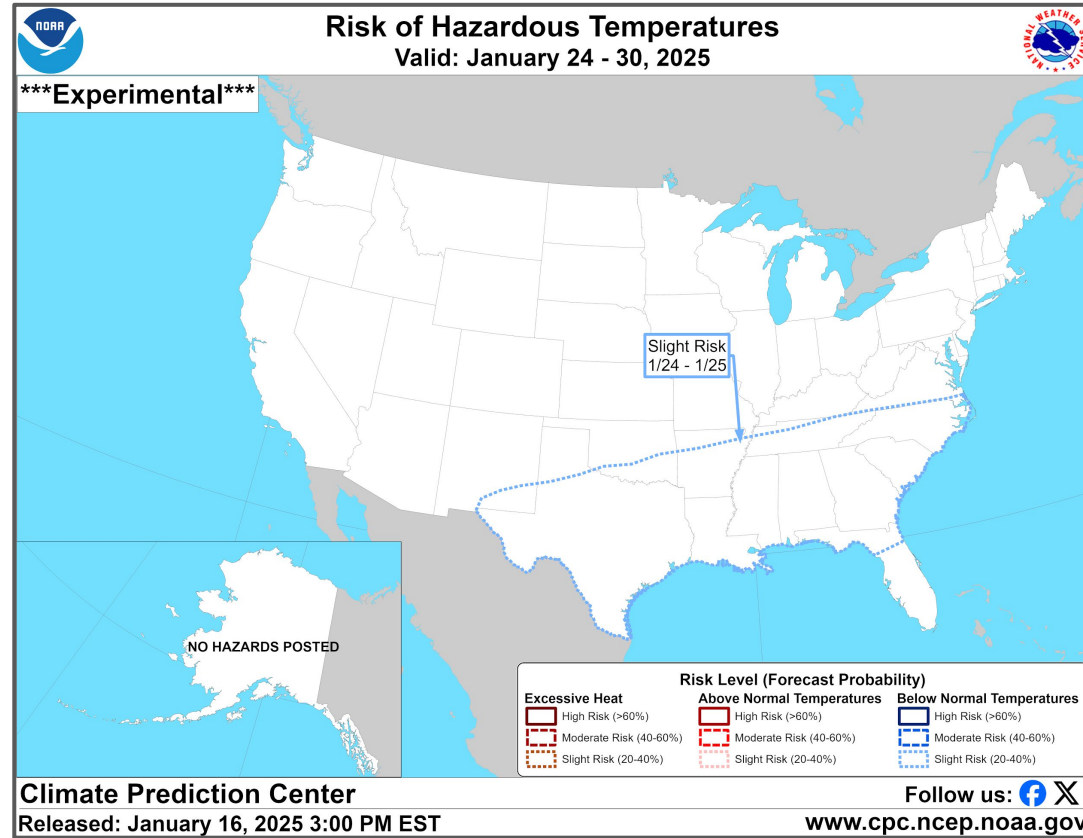 NOAA
Risk of Hazardous Temperatures
Valid: January 24 - 30, 2025
NATIONAL WEATHER SERVICE
***Experimental***
Slight Risk
1/24 - 1/25
NO HAZARDS POSTED
Risk Level (Forecast Probability)
Excessive Heat
High Risk (>60%)
Moderate Risk (40-60%)
Slight Risk (20-40%)
Above Normal Temperatures
High Risk (>60%)
Moderate Risk (40-60%)
Slight Risk (20-40%)
Below Normal Temperatures
High Risk (>60%)
Moderate Risk (40-60%)
Slight Risk (20-40%)
Climate Prediction Center
Follow us:
Released: January 16, 2025 3:00 PM EST
www.cpc.ncep.noaa.gov